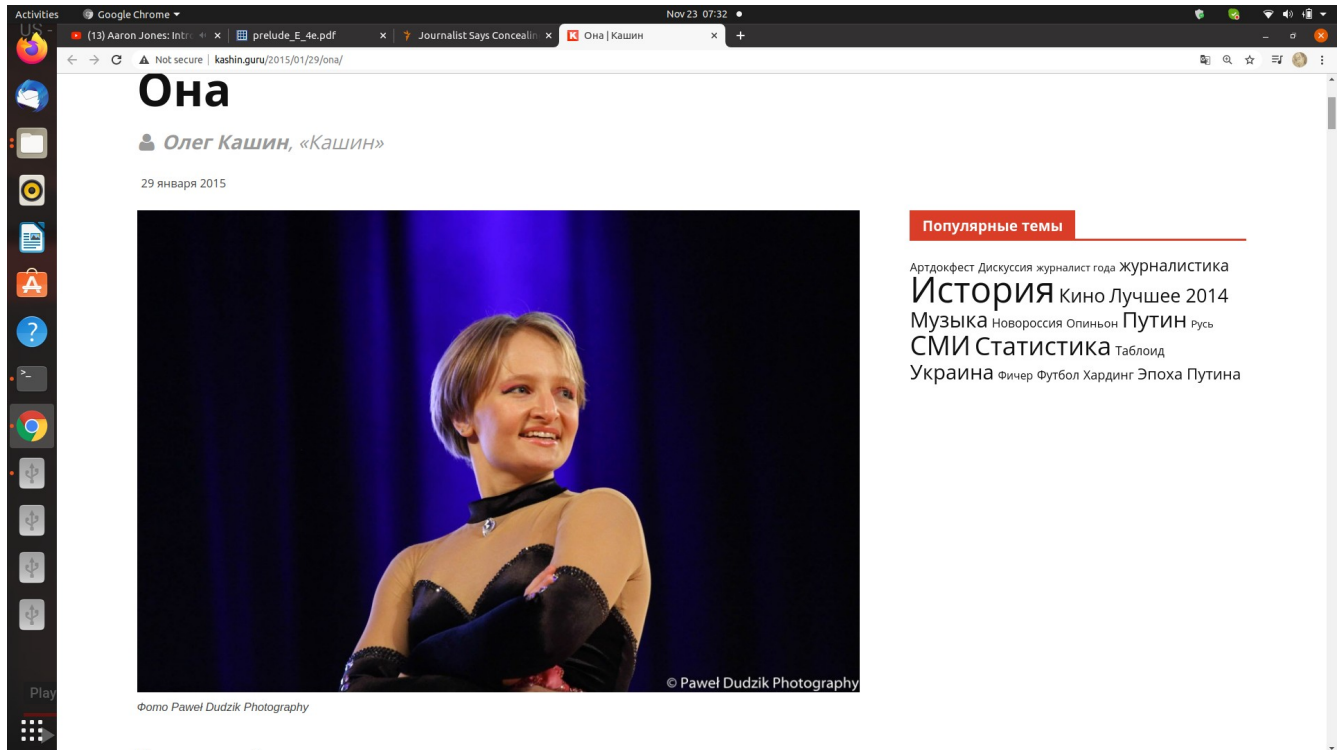 Activities
Google Chrome
Nov 23 07:32
(13) Aaron Jones: Intro
prelude_E_4e.pdf
Journalist Says Concealin
Она | Кашин
Not secure | kashin.guru/2015/01/29/ona/
Она
Олег Кашин, «Кашин»
29 января 2015
© Paweł Dudzik Photography
Фото Paweł Dudzik Photography
Популярные темы
Артдокфест Дискуссия журналист года журналистика
История Кино Лучшее 2014
Музыка Новороссия Опиньон Путин Русь
СМИ Статистика Таблоид
Украина Фичер Футбол Хардинг Эпоха Путина
Play